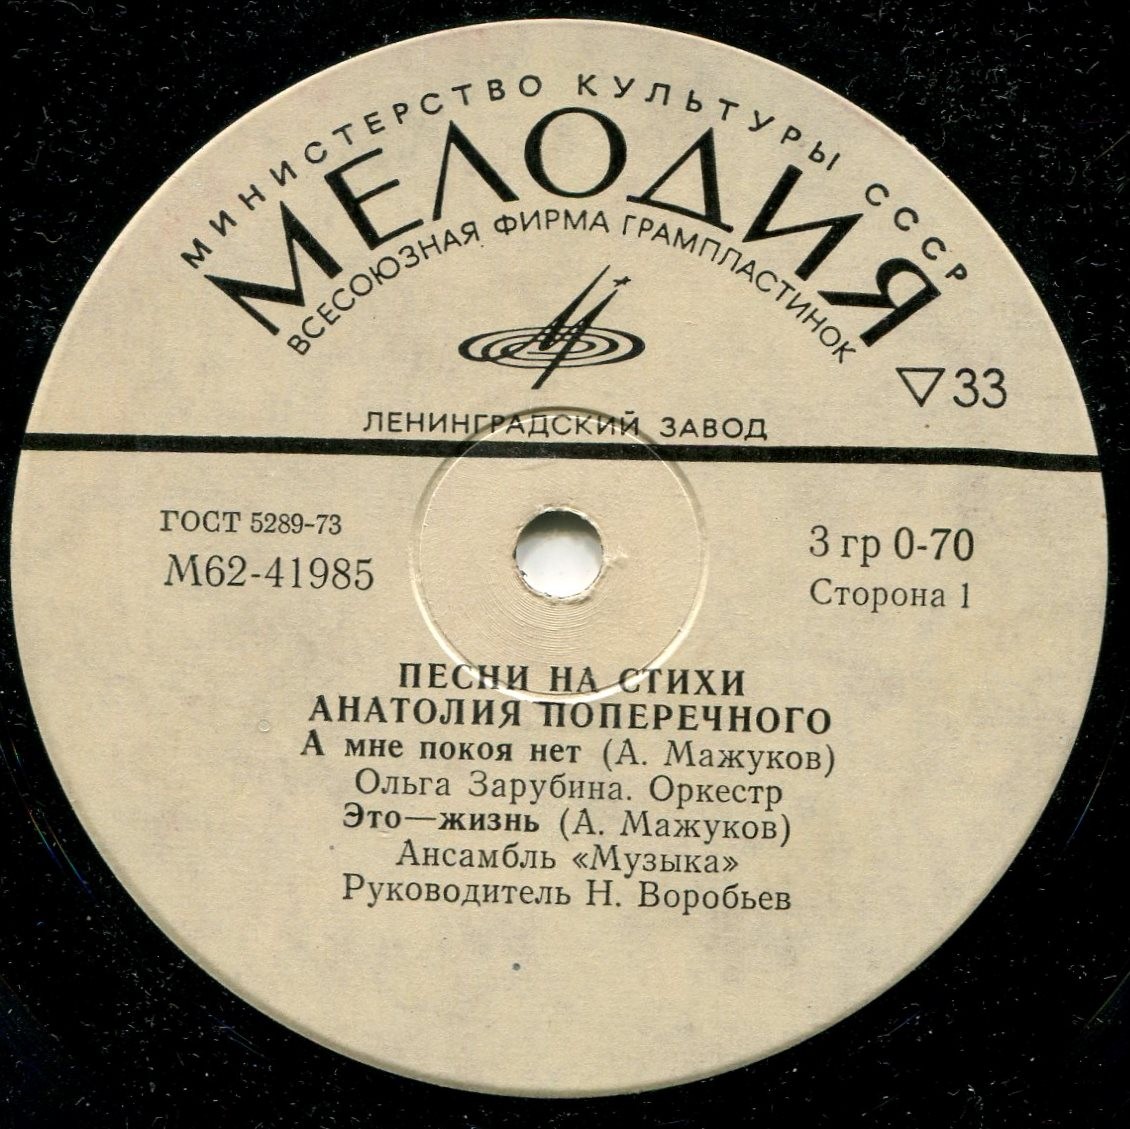 МИНИСТЕРСТВО КУЛЬТУРЫ СССР
МЕЛОДИЯ
ВСЕСОЮЗНАЯ ФИРМА ГРАМПЛАСТИНОК
▽33
ЛЕНИНГРАДСКИЙ ЗАВОД
ГОСТ 5289-73
М62-41985
3 гр 0-70
Сторона 1
ПЕСНИ НА СТИХИ
АНАТОЛИЯ ПОПЕРЕЧНОГО
А мне покоя нет (А. Мажуков)
Ольга Зарубина. Оркестр
Это—жизнь (А. Мажуков)
Ансамбль «Музыка»
Руководитель Н. Воробьев